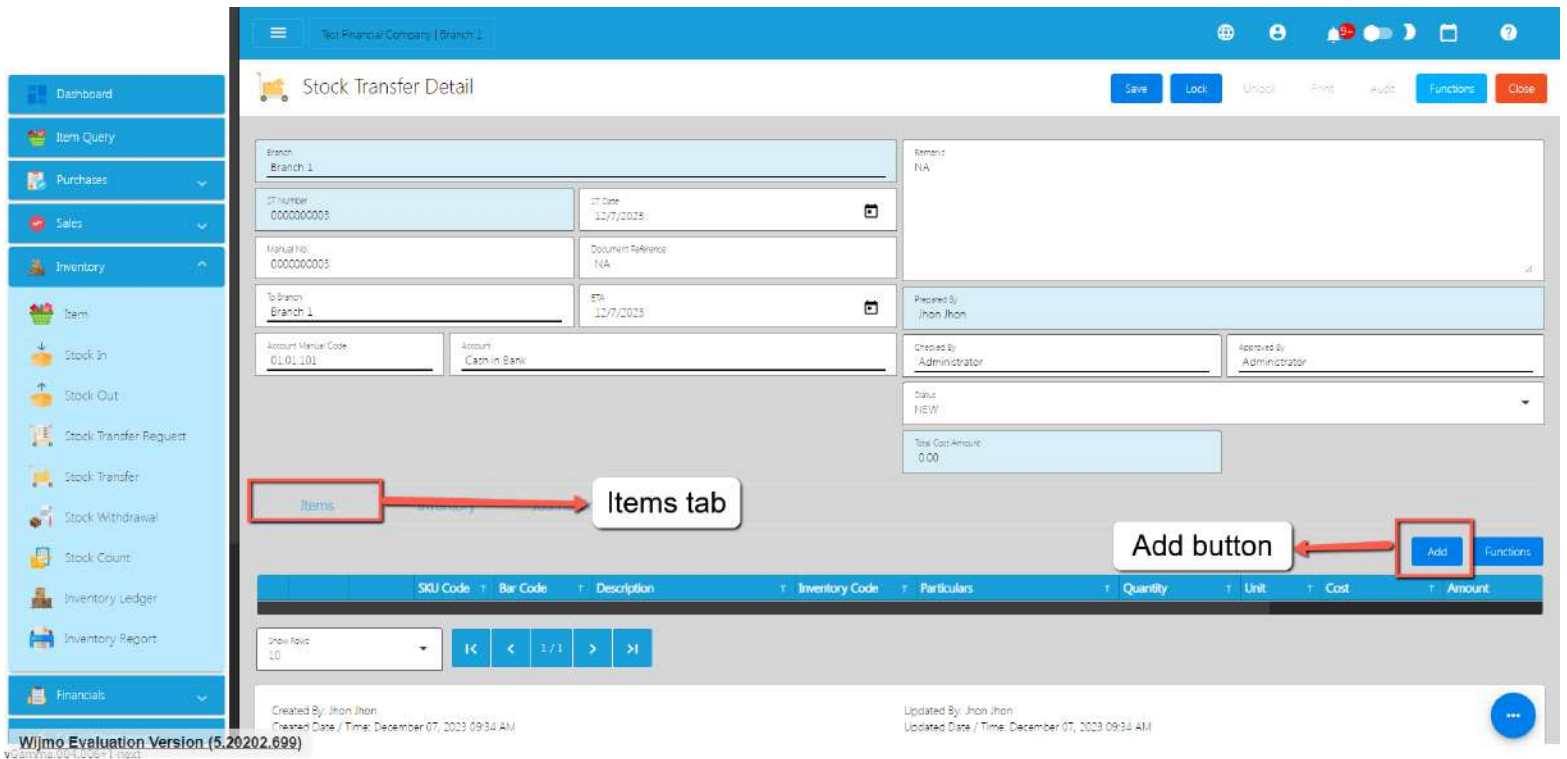 Test Financial Company | Branch 1
9+
Dashboard
Item Query
Purchases
Sales
Inventory
Item
Stock In
Stock Out
Stock Transfer Request
Stock Transfer
Stock Withdrawal
Stock Count
Inventory Ledger
Inventory Report
Financials
Stock Transfer Detail
Save
Lock
Unlock
Print
Audit
Functions
Close
Branch
Branch 1
ST Number
0000000003
ST Date
12/7/2023
Manual No.
0000000003
Document Reference
NA
To Branch
Branch 1
ETA
12/7/2023
Account Manual Code
01.01.101
Account
Cash in Bank
Remarks
NA
Prepared By
Jhon Jhon
Checked By
Administrator
Approved By
Administrator
Status
NEW
Total Cost Amount
0.00
Items
Items tab
Add button
Add
Functions
SKU Code
Bar Code
Description
Inventory Code
Particulars
Quantity
Unit
Cost
Amount
Show Rows
10
1 / 1
Created By: Jhon Jhon
Created Date / Time: December 07, 2023 09:34 AM
Updated By: Jhon Jhon
Updated Date / Time: December 07, 2023 09:34 AM
Wijmo Evaluation Version (5.20202.699)